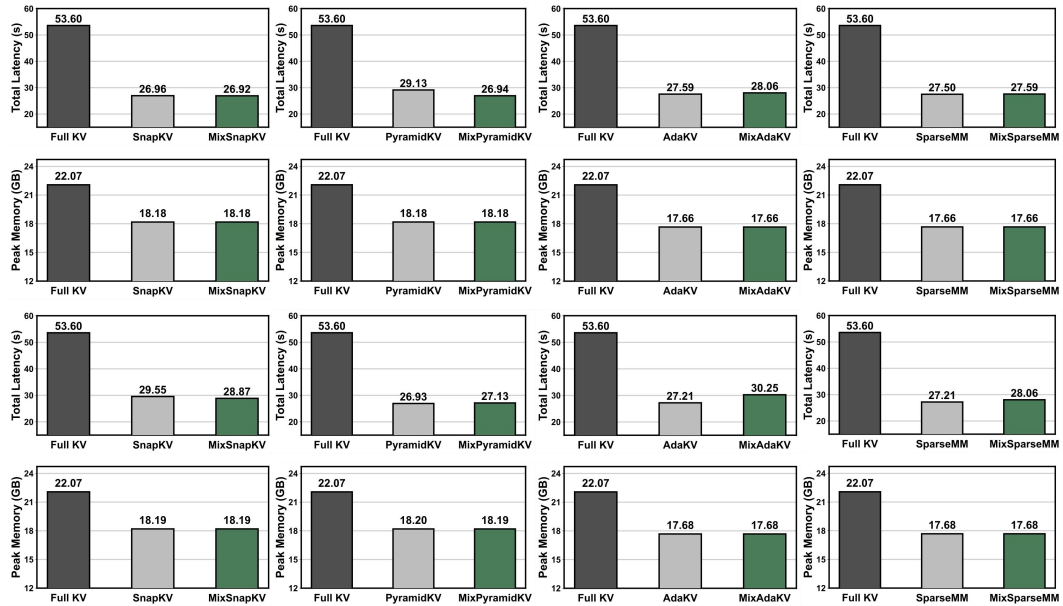 Total Latency (s)
60
50
40
30
20
53.60
26.96
26.92
Full KV
SnapKV
MixSnapKV
60
50
40
30
20
53.60
29.13
26.94
Full KV
PyramidKV
MixPyramidKV
Total Latency (s)
60
50
40
30
20
53.60
27.59
28.06
Full KV
AdaKV
MixAdaKV
Total Latency (s)
60
50
40
30
20
53.60
27.50
27.59
Full KV
SparseMM
MixSparseMM
Peak Memory (GB)
24
21
18
15
12
22.07
18.18
18.18
Full KV
SnapKV
MixSnapKV
Peak Memory (GB)
24
21
18
15
12
22.07
18.18
18.18
Full KV
PyramidKV
MixPyramidKV
Peak Memory (GB)
24
21
18
15
12
22.07
17.66
17.66
Full KV
AdaKV
MixAdaKV
Peak Memory (GB)
24
21
18
15
12
22.07
17.66
17.66
Full KV
SparseMM
MixSparseMM
Total Latency (s)
60
50
40
30
20
53.60
29.55
28.87
Full KV
SnapKV
MixSnapKV
Total Latency (s)
60
50
40
30
20
53.60
26.93
27.13
Full KV
PyramidKV
MixPyramidKV
Total Latency (s)
60
50
40
30
20
53.60
27.21
30.25
Full KV
AdaKV
MixAdaKV
Total Latency (s)
60
50
40
30
20
53.60
27.21
28.06
Full KV
SparseMM
MixSparseMM
Peak Memory (GB)
24
21
18
15
12
22.07
18.19
18.19
Full KV
SnapKV
MixSnapKV
Peak Memory (GB)
24
21
18
15
12
22.07
18.20
18.19
Full KV
PyramidKV
MixPyramidKV
Peak Memory (GB)
24
21
18
15
12
22.07
17.68
17.68
Full KV
AdaKV
MixAdaKV
Peak Memory (GB)
24
21
18
15
12
22.07
17.68
17.68
Full KV
SparseMM
MixSparseMM